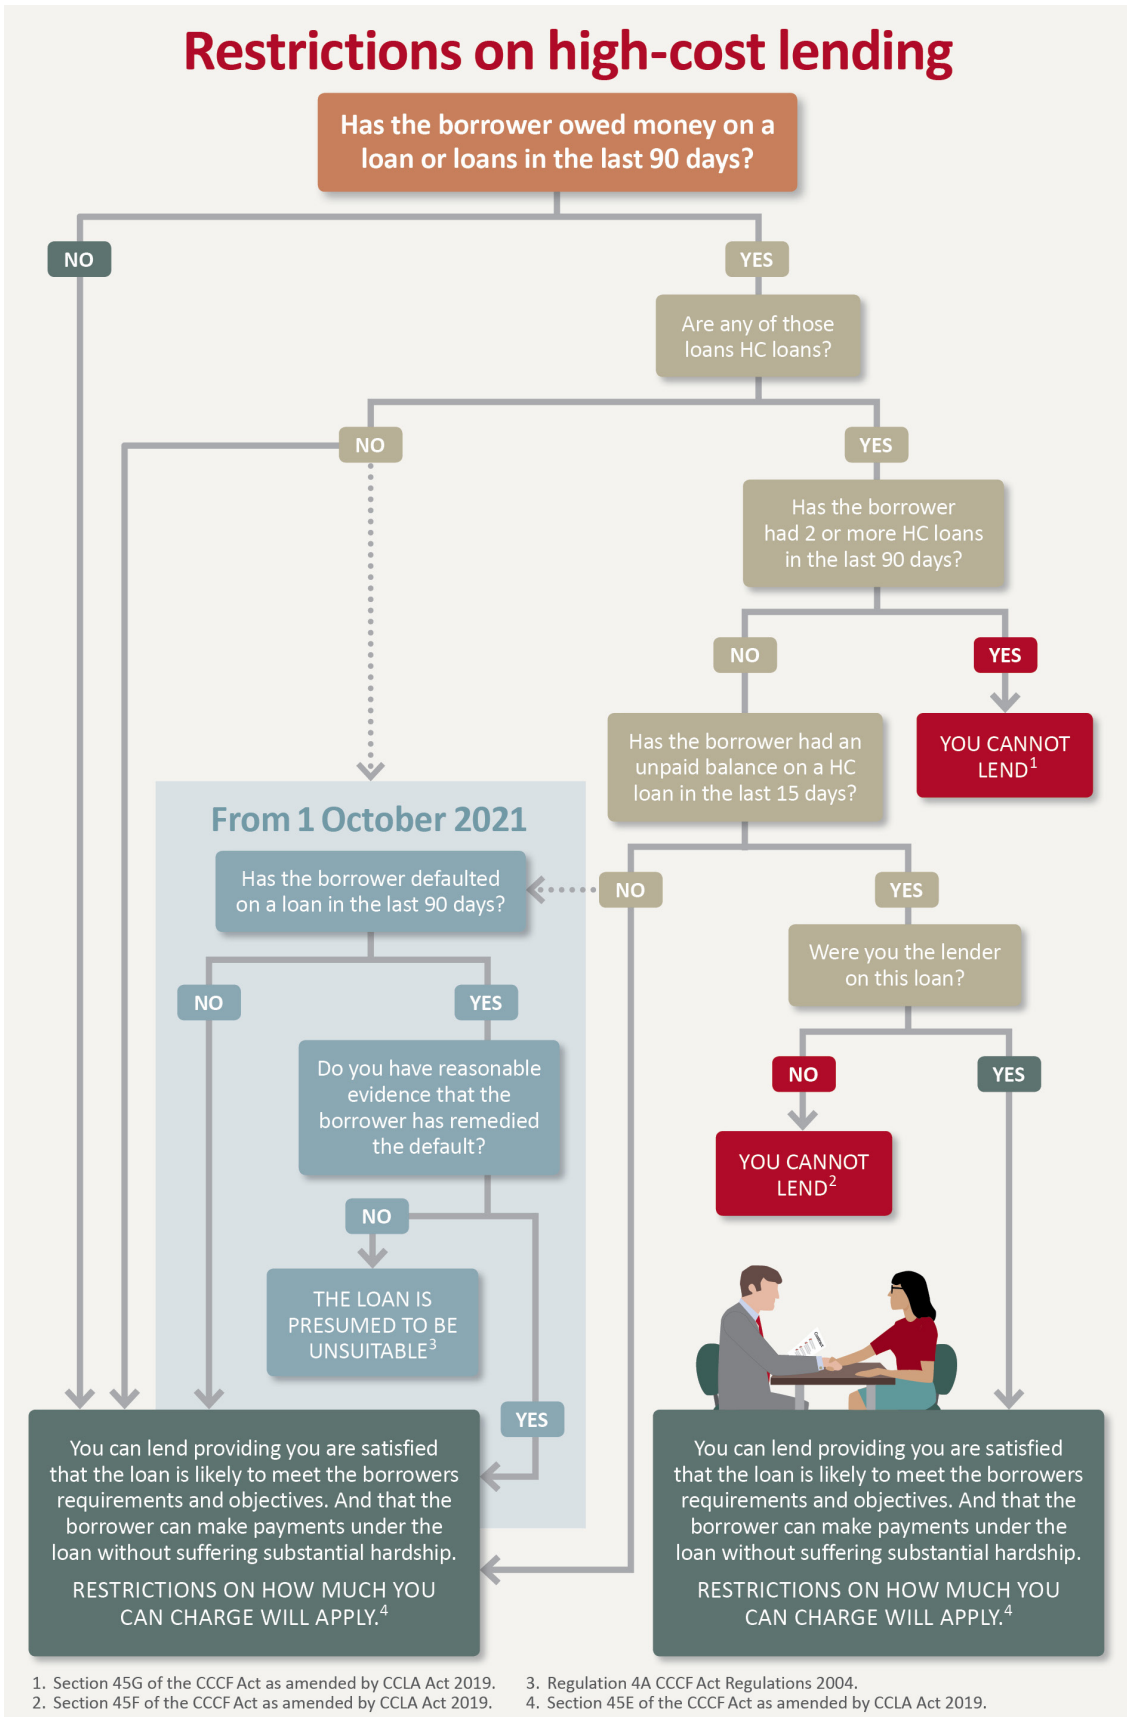 Restrictions on high-cost lending
Has the borrower owed money on a
loan or loans in the last 90 days?
NO
YES
Are any of those
loans HC loans?
NO
YES
Has the borrower
had 2 or more HC loans
in the last 90 days?
NO
YES
Has the borrower had an
unpaid balance on a HC
loan in the last 15 days?
YOU CANNOT
LEND1
From 1 October 2021
Has the borrower defaulted
on a loan in the last 90 days?
NO
YES
Were you the lender
on this loan?
NO
YES
Do you have reasonable
evidence that the
borrower has remedied
the default?
NO
YES
YOU CANNOT
LEND2
NO
THE LOAN IS
PRESUMED TO BE
UNSUITABLE3
YES
Contract
You can lend providing you are satisfied
that the loan is likely to meet the borrowers
requirements and objectives. And that the
borrower can make payments under the
loan without suffering substantial hardship.
RESTRICTIONS ON HOW MUCH YOU
CAN CHARGE WILL APPLY.4
You can lend providing you are satisfied
that the loan is likely to meet the borrowers
requirements and objectives. And that the
borrower can make payments under the
loan without suffering substantial hardship.
RESTRICTIONS ON HOW MUCH YOU
CAN CHARGE WILL APPLY.4
1. Section 45G of the CCCF Act as amended by CCLA Act 2019.
2. Section 45F of the CCCF Act as amended by CCLA Act 2019.
3. Regulation 4A CCCF Act Regulations 2004.
4. Section 45E of the CCCF Act as amended by CCLA Act 2019.